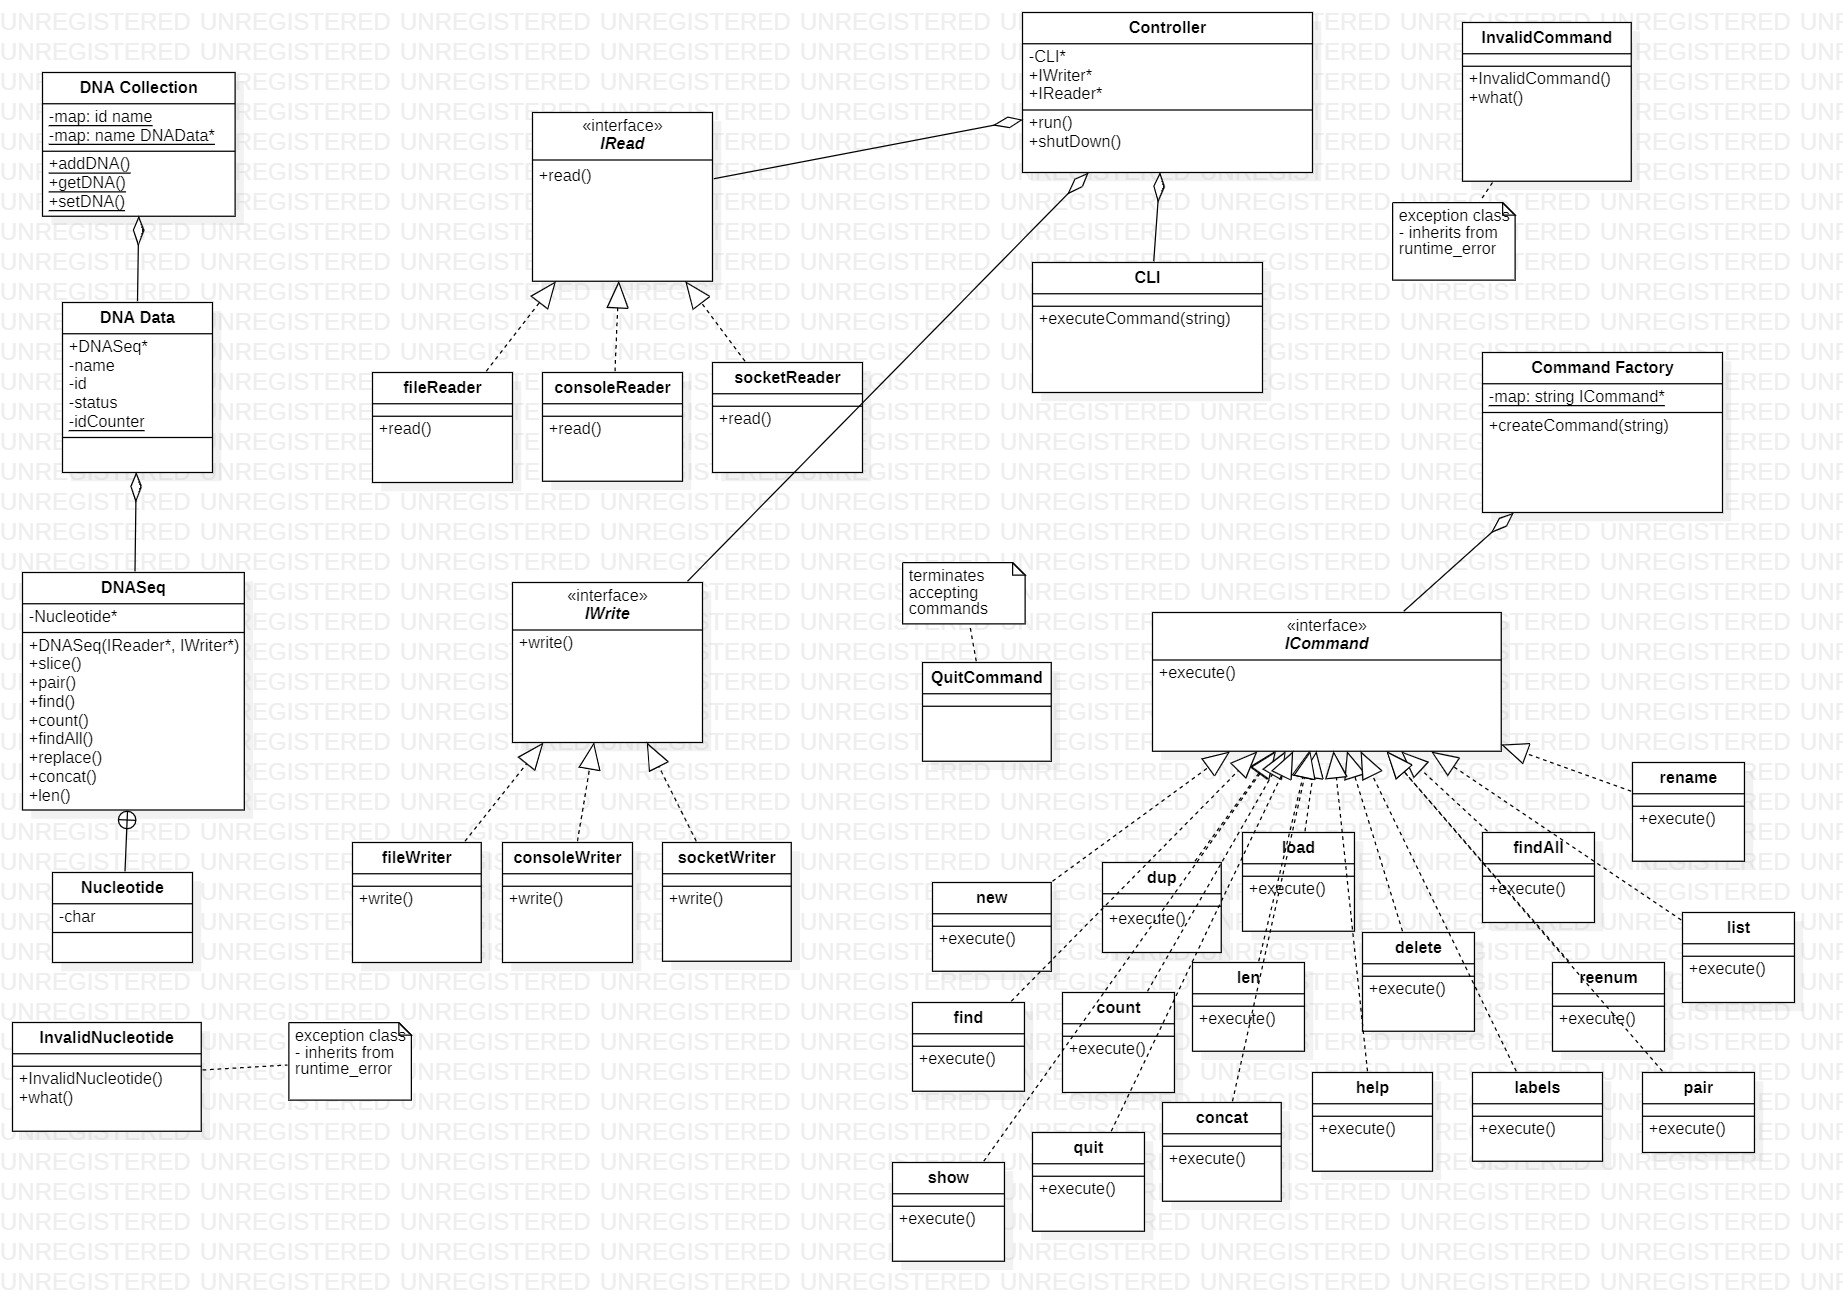 DNA Collection
-map: id name
-map: name DNAData*
+addDNA()
+getDNA()
+setDNA()
DNA Data
+DNASeq*
-name
-id
-status
-idCounter
DNASeq
-Nucleotide*
+DNASeq(IReader*, IWriter*)
+slice()
+pair()
+find()
+count()
+findAll()
+replace()
+concat()
+len()
Nucleotide
-char
InvalidNucleotide
+InvalidNucleotide()
+what()
exception class
- inherits from
runtime_error
«interface»
IRead
+read()
fileReader
+read()
consoleReader
+read()
socketReader
+read()
«interface»
IWrite
+write()
fileWriter
+write()
consoleWriter
+write()
socketWriter
+write()
Controller
-CLI*
+IWriter*
+IReader*
+run()
+shutDown()
CLI
+executeCommand(string)
InvalidCommand
+InvalidCommand()
+what()
exception class
- inherits from
runtime_error
Command Factory
-map: string ICommand*
+createCommand(string)
terminates
accepting
commands
QuitCommand
«interface»
ICommand
+execute()
rename
+execute()
load
+execute()
findAll
+execute()
dup
+execute()
new
+execute()
list
+execute()
delete
+execute()
len
+execute()
reenum
+execute()
count
+execute()
find
+execute()
help
+execute()
labels
+execute()
pair
+execute()
concat
+execute()
quit
+execute()
show
+execute()
UNREGISTERED